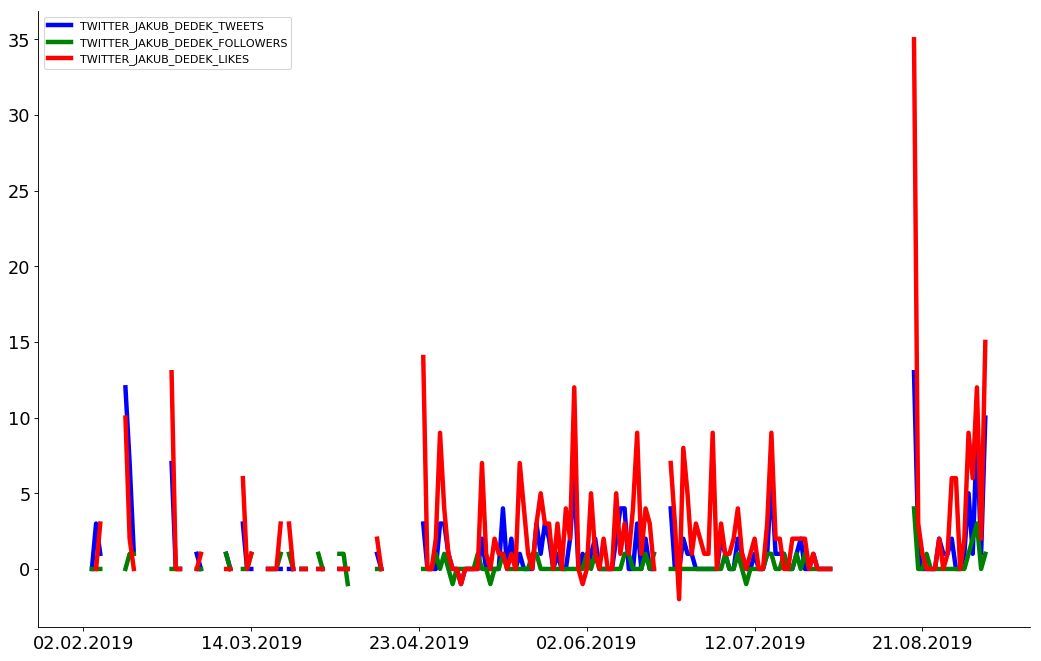 TWITTER_JAKUB_DEDEK_TWEETS
TWITTER_JAKUB_DEDEK_FOLLOWERS
TWITTER_JAKUB_DEDEK_LIKES
35
30
25
20
15
10
5
0
02.02.2019 14.03.2019 23.04.2019 02.06.2019 12.07.2019 21.08.2019